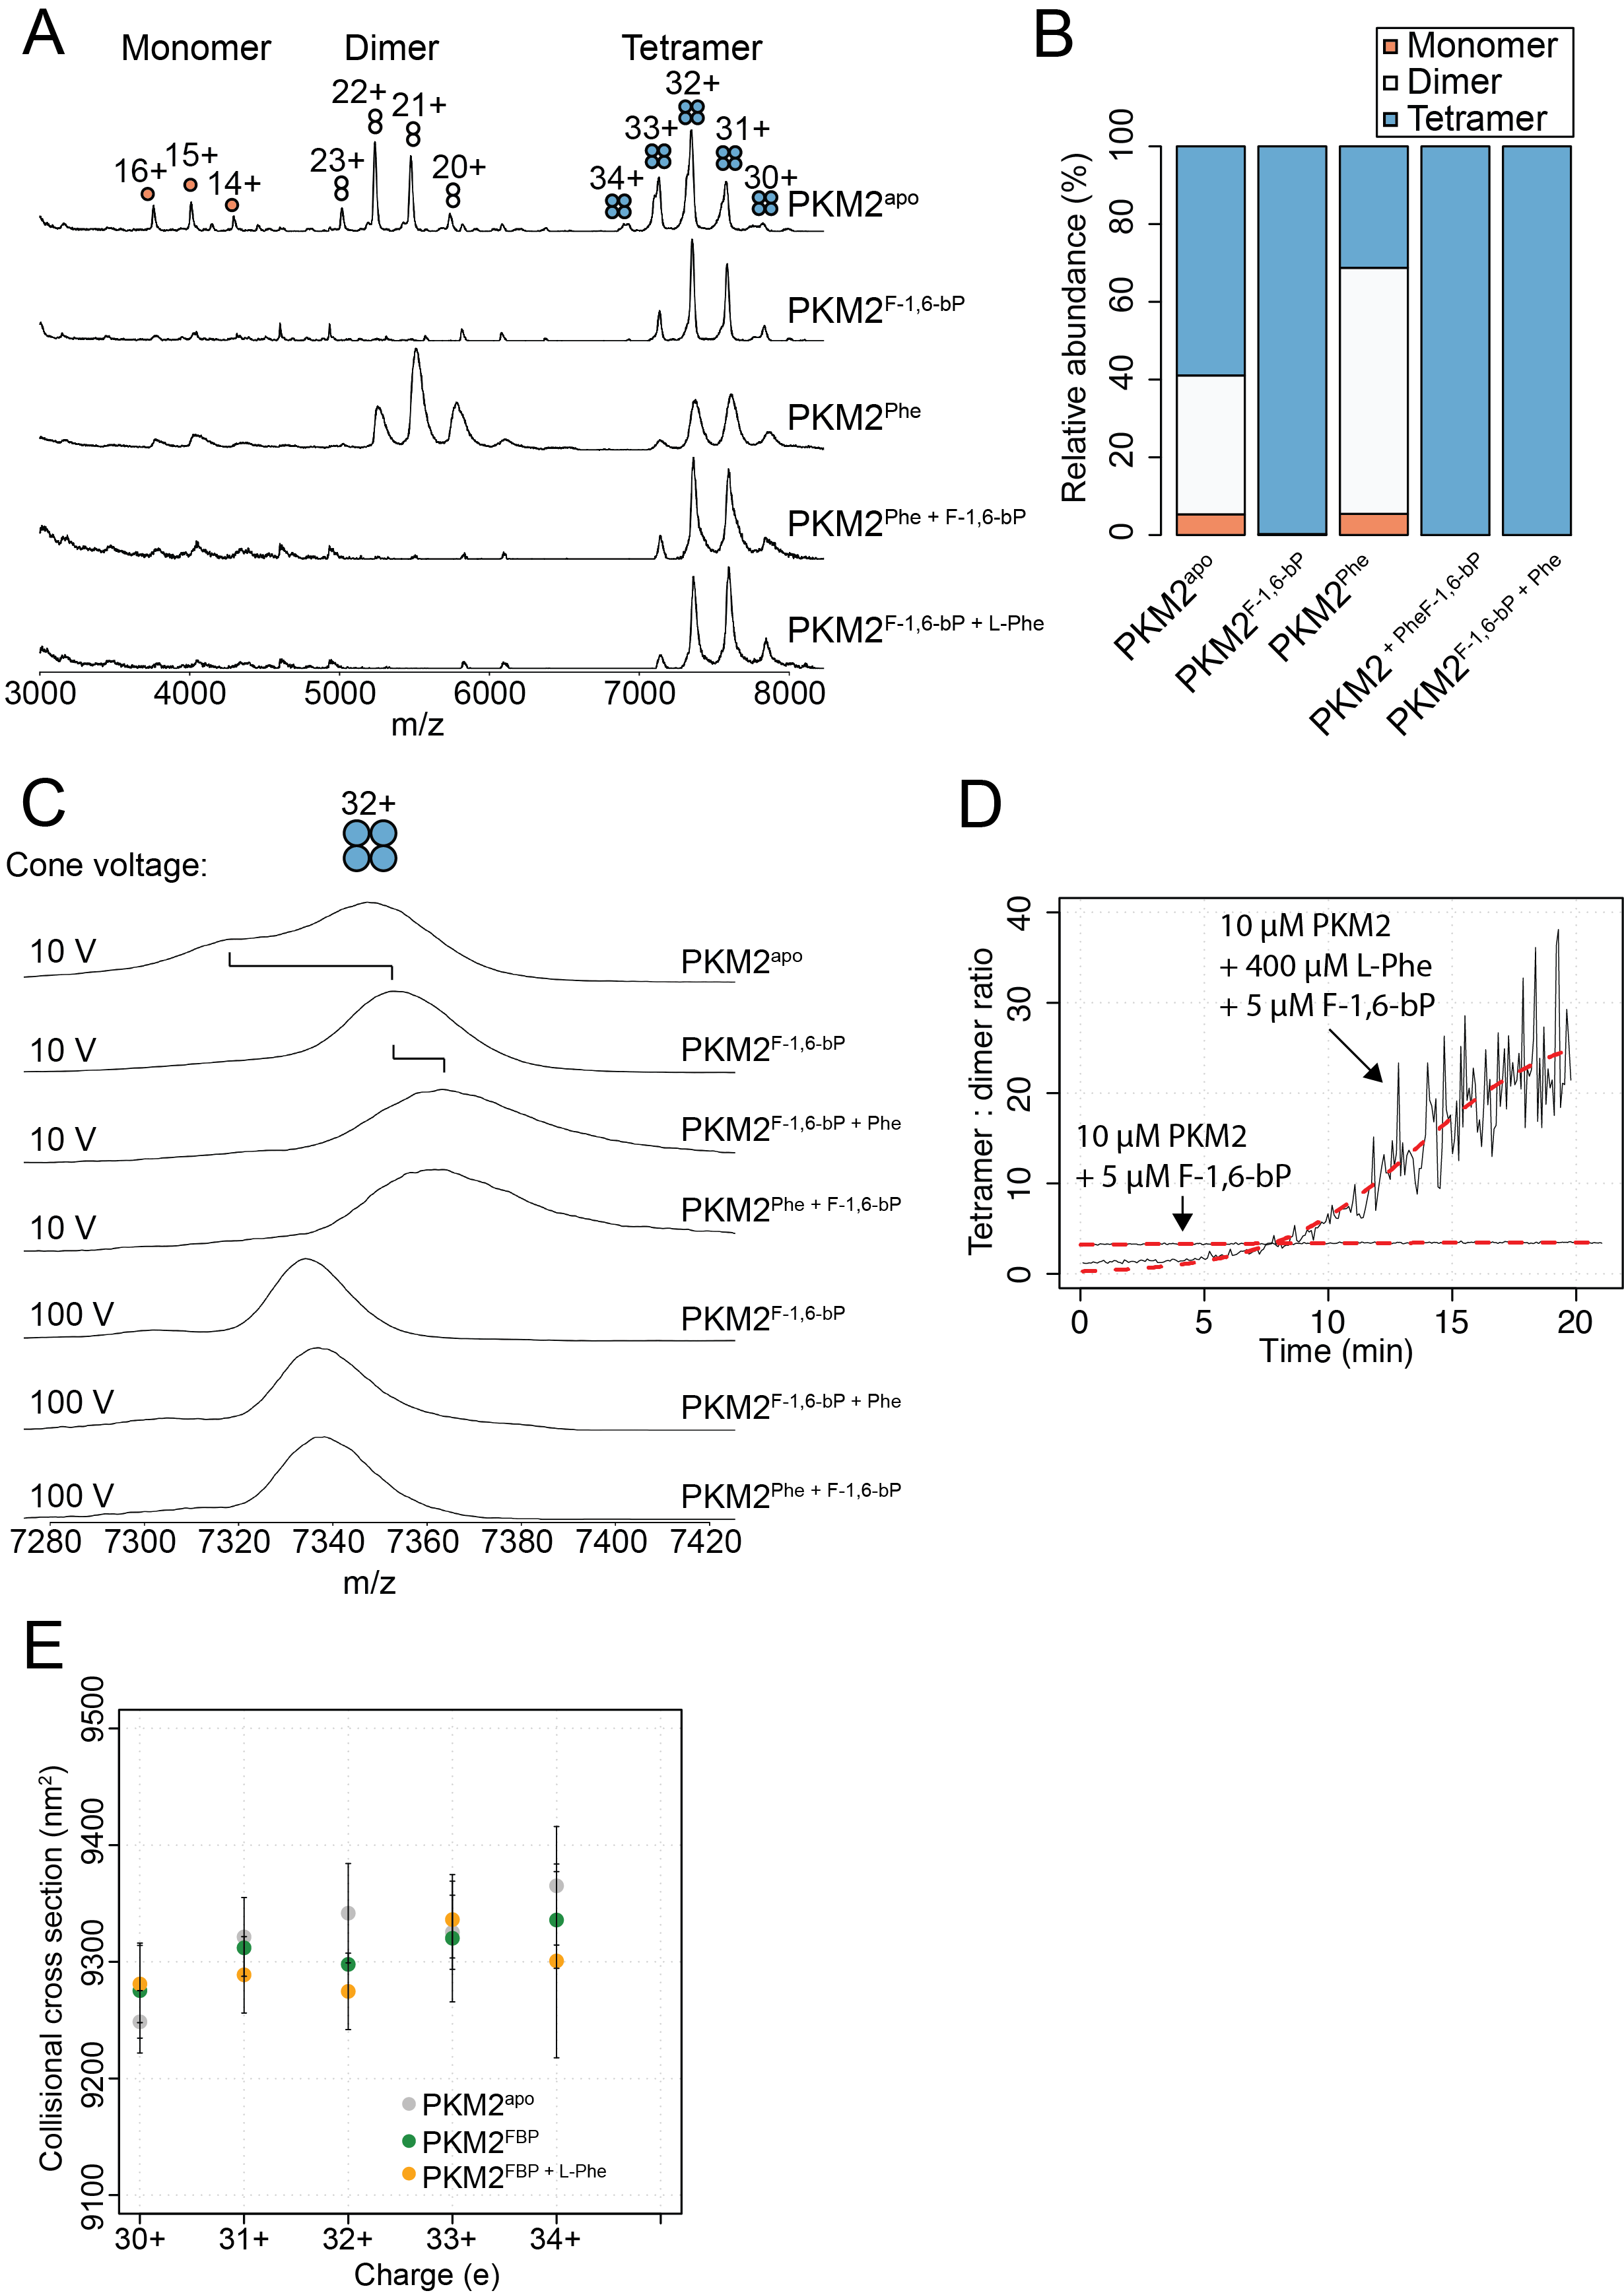 A
Monomer Dimer Tetramer
16+ 15+ 14+ 23+ 22+ 21+ 20+ 34+ 33+ 32+ 31+ 30+
PKM2apo
PKM2F-1,6-bP
PKM2Phe
PKM2Phe + F-1,6-bP
PKM2F-1,6-bP + L-Phe
3000 4000 5000 6000 7000 8000
m/z
B
Monomer
Dimer
Tetramer
Relative abundance (%)
0 20 40 60 80 100
PKM2apo
PKM2F-1,6-bP
PKM2Phe
PKM2 + PheF-1,6-bP
PKM2F-1,6-bP + Phe
C
32+
Cone voltage:
10 V PKM2apo
10 V PKM2F-1,6-bP
10 V PKM2F-1,6-bP + Phe
10 V PKM2Phe + F-1,6-bP
100 V PKM2F-1,6-bP
100 V PKM2F-1,6-bP + Phe
100 V PKM2Phe + F-1,6-bP
7280 7300 7320 7340 7360 7380 7400 7420
m/z
D
Tetramer : dimer ratio
0 10 20 30 40
10 µM PKM2
+ 400 µM L-Phe
+ 5 µM F-1,6-bP
10 µM PKM2
+ 5 µM F-1,6-bP
0 5 10 15 20
Time (min)
E
Collisional cross section (nm2)
9100 9200 9300 9400 9500
PKM2apo
PKM2FBP
PKM2FBP + L-Phe
30+ 31+ 32+ 33+ 34+
Charge (e)